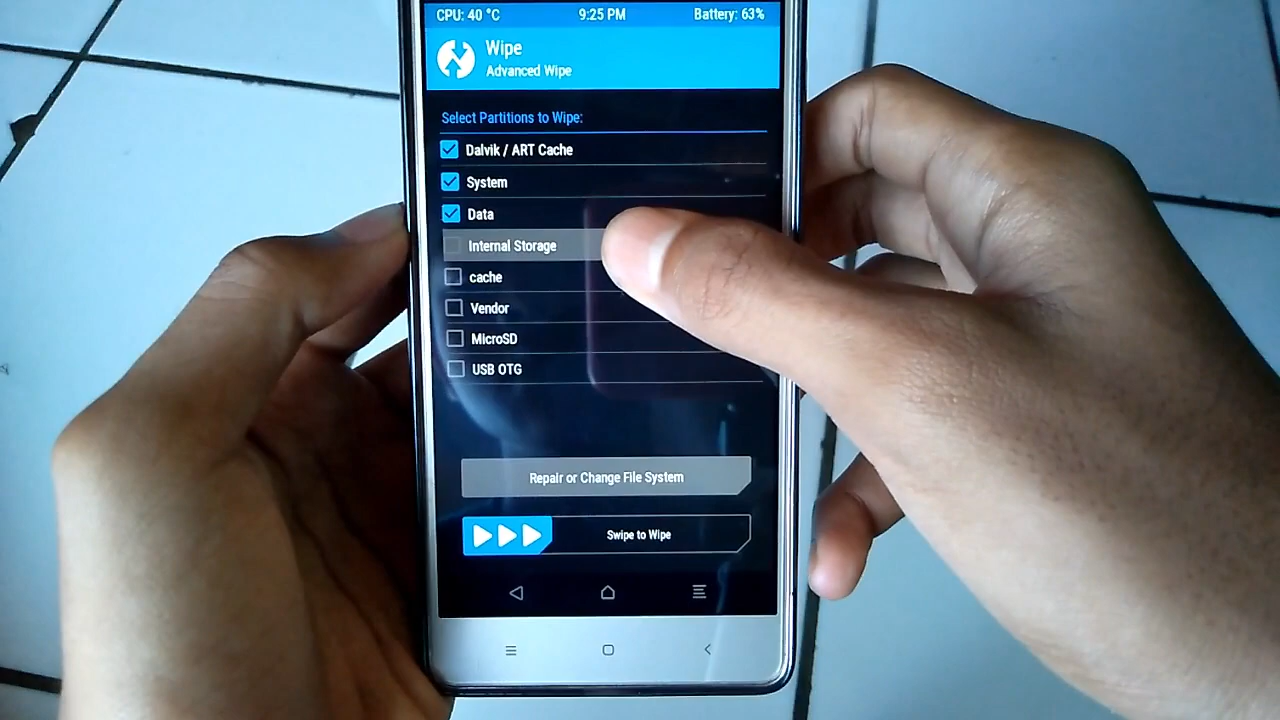 CPU: 40 °C 9:25 PM Battery: 63%
Wipe
Advanced Wipe
Select Partitions to Wipe:
Dalvik / ART Cache
System
Data
Internal Storage
cache
Vendor
MicroSD
USB OTG
Repair or Change File System
Swipe to Wipe